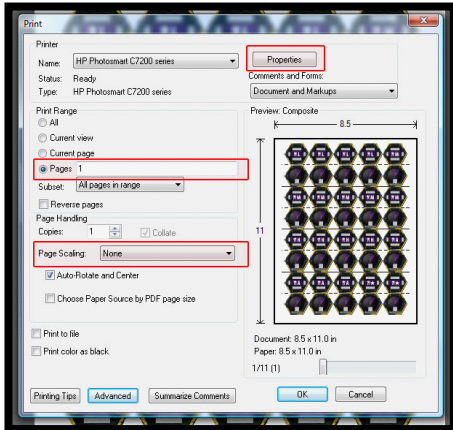 Print
Printer
Name: HP Photosmart C7200 series
Properties
Status: Ready
Comments and Forms:
Type: HP Photosmart C7200 series
Document and Markups
Print Range
All
Current view
Current page
Pages 1
Subset: All pages in range
Reverse pages
Page Handling
Copies: 1
Collate
Page Scaling: None
Auto-Rotate and Center
Choose Paper Source by PDF page size
Print to file
Print color as black
Preview: Composite
8.5
11
Document: 8.5 x 11.0 in
Paper: 8.5 x 11.0 in
1/11 (1)
Printing Tips
Advanced
Summarize Comments
OK
Cancel